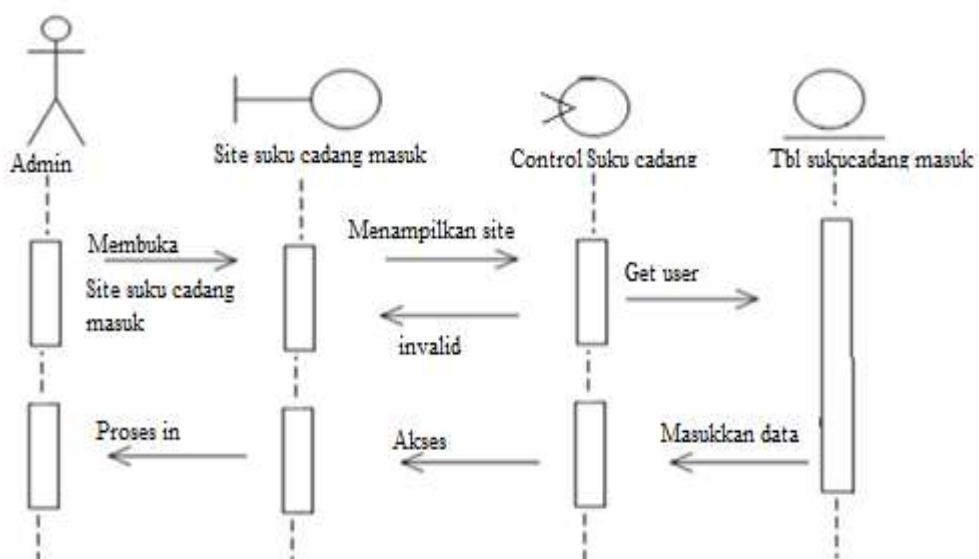 Admin
Site suku cadang masuk
Control Suku cadang
Tbl sukucadang masuk
Membuka
Site suku cadang
masuk
Menampilkan site
invalid
Get user
Proses in
Akses
Masukkan data